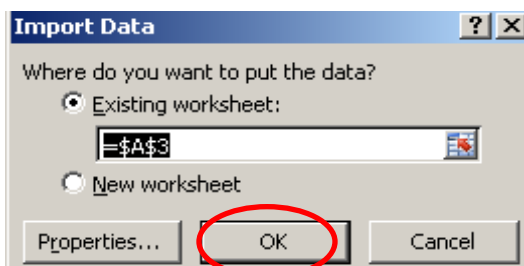 Import Data ? ×
Where do you want to put the data?
Existing worksheet:
=$A$3
New worksheet
Properties... OK Cancel